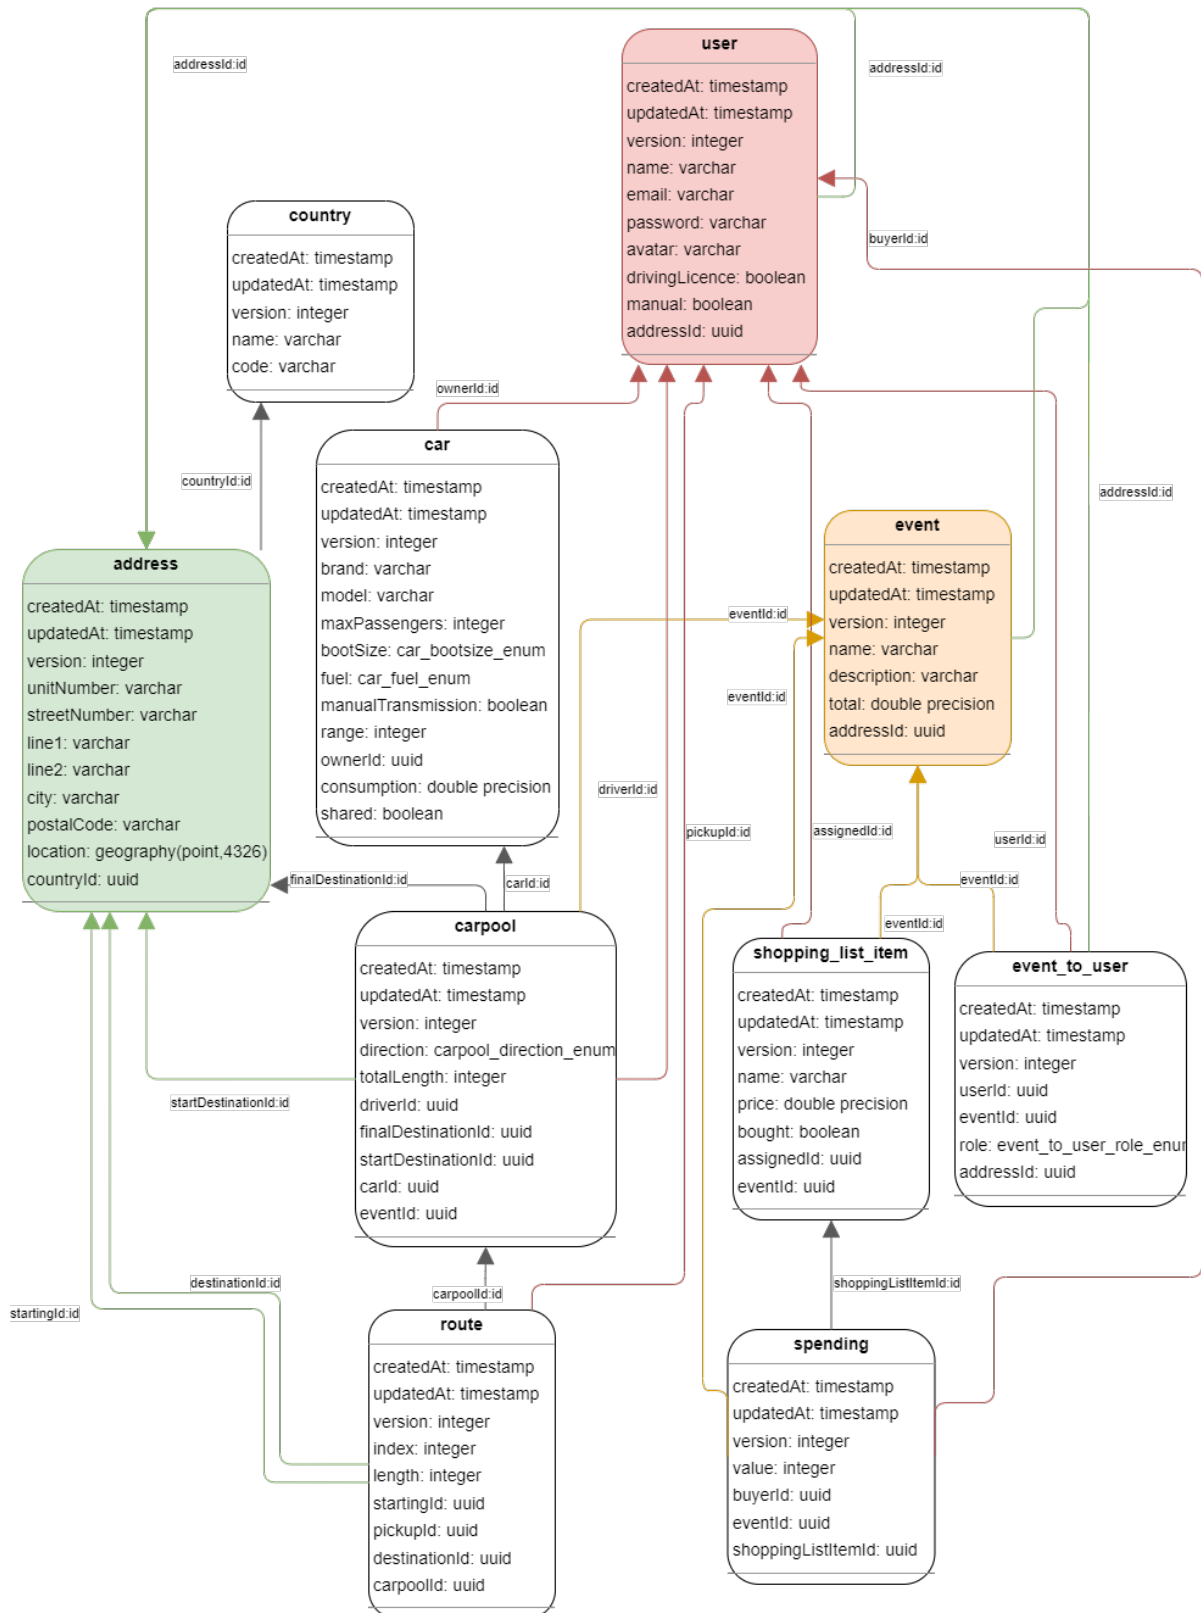 addressId:id
user
createdAt: timestamp
updatedAt: timestamp
version: integer
name: varchar
email: varchar
password: varchar
avatar: varchar
drivingLicence: boolean
manual: boolean
addressId: uuid
addressId:id
buyerId:id
country
createdAt: timestamp
updatedAt: timestamp
version: integer
name: varchar
code: varchar
ownerId:id
countryId:id
car
createdAt: timestamp
updatedAt: timestamp
version: integer
brand: varchar
model: varchar
maxPassengers: integer
bootSize: car_bootsize_enum
fuel: car_fuel_enum
manualTransmission: boolean
range: integer
ownerId: uuid
consumption: double precision
shared: boolean
addressId:id
event
createdAt: timestamp
updatedAt: timestamp
version: integer
name: varchar
description: varchar
total: double precision
addressId: uuid
address
createdAt: timestamp
updatedAt: timestamp
version: integer
unitNumber: varchar
streetNumber: varchar
line1: varchar
line2: varchar
city: varchar
postalCode: varchar
location: geography(point,4326)
countryId: uuid
eventId:id
eventId:id
driverId:id
pickupId:id
assignedId:id
userId:id
finalDestinationId:id
carId:id
eventId:id
eventId:id
carpool
createdAt: timestamp
updatedAt: timestamp
version: integer
direction: carpool_direction_enum
totalLength: integer
driverId: uuid
finalDestinationId: uuid
startDestinationId: uuid
carId: uuid
eventId: uuid
shopping_list_item
createdAt: timestamp
updatedAt: timestamp
version: integer
name: varchar
price: double precision
bought: boolean
assignedId: uuid
eventId: uuid
event_to_user
createdAt: timestamp
updatedAt: timestamp
version: integer
userId: uuid
eventId: uuid
role: event_to_user_role_enu
addressId: uuid
startDestinationId:id
destinationId:id
startingId:id
carpoolId:id
shoppingListItemId:id
route
createdAt: timestamp
updatedAt: timestamp
version: integer
index: integer
length: integer
startingId: uuid
pickupId: uuid
destinationId: uuid
carpoolId: uuid
spending
createdAt: timestamp
updatedAt: timestamp
version: integer
value: integer
buyerId: uuid
eventId: uuid
shoppingListItemId: uuid